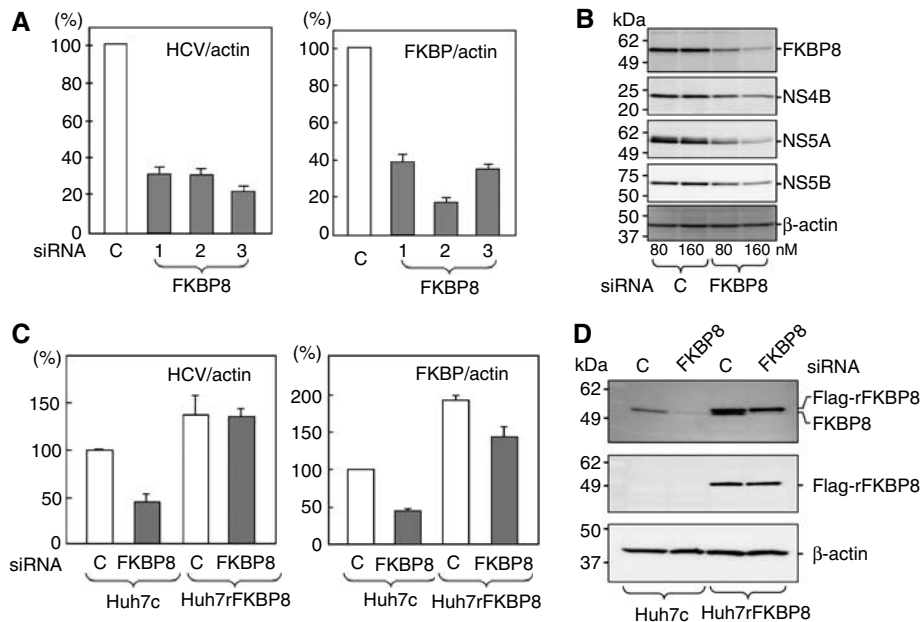 A
(%)
HCV/actin
100
80
60
40
20
0
siRNA C 1 2 3
FKBP8
(%)
FKBP/actin
100
80
60
40
20
0
C 1 2 3
FKBP8
B
kDa
62
49
FKBP8
25
20
NS4B
62
49
NS5A
75
50
NS5B
50
37
β-actin
80 160 80 160 nM
siRNA C FKBP8
C
(%)
HCV/actin
150
100
50
0
siRNA C FKBP8 C FKBP8
Huh7c Huh7rFKBP8
(%)
FKBP/actin
200
150
100
50
0
C FKBP8 C FKBP8
Huh7c Huh7rFKBP8
D
kDa
C FKBP8 C FKBP8 siRNA
62
49
Flag-rFKBP8
FKBP8
62
49
Flag-rFKBP8
50
37
β-actin
Huh7c Huh7rFKBP8